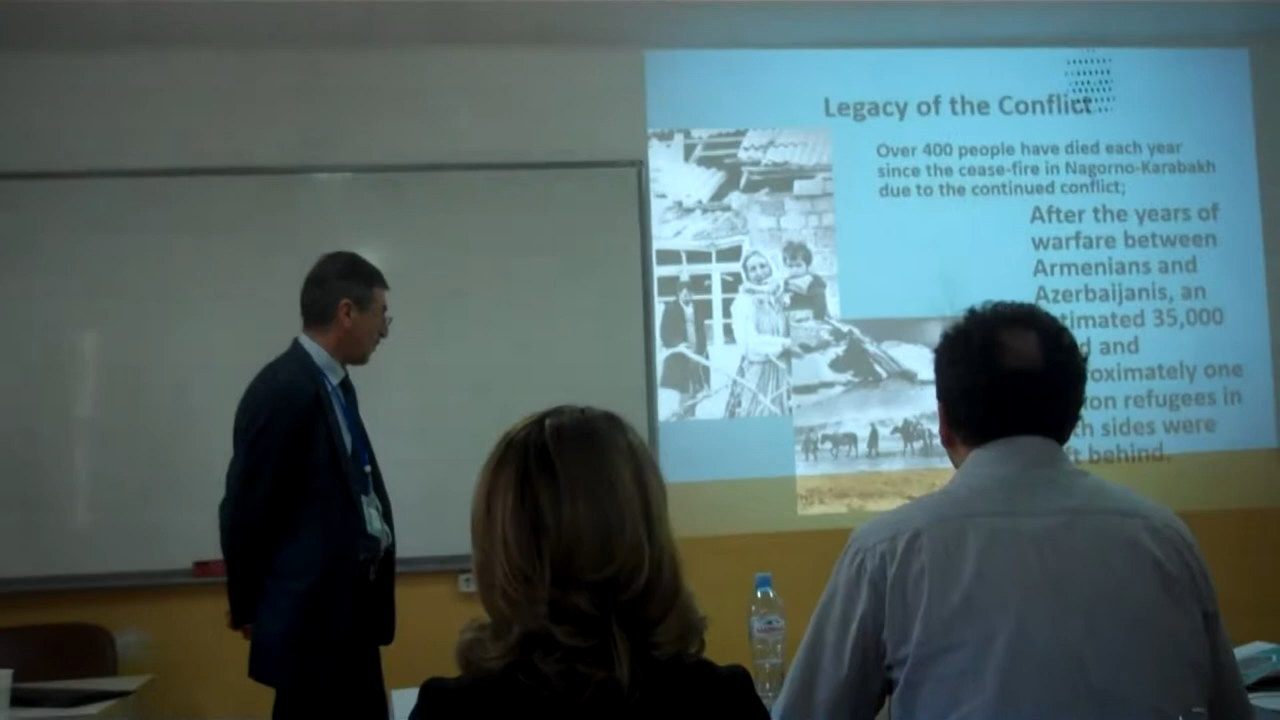 Legacy of the Conflict
Over 400 people have died each year
since the cease-fire in Nagorno-Karabakh
due to the continued conflict;
After the years of
warfare between
Armenians and
Azerbaijanis, an
timated 35,000
d and
oximately one
on refugees in
h sides were
t behind.